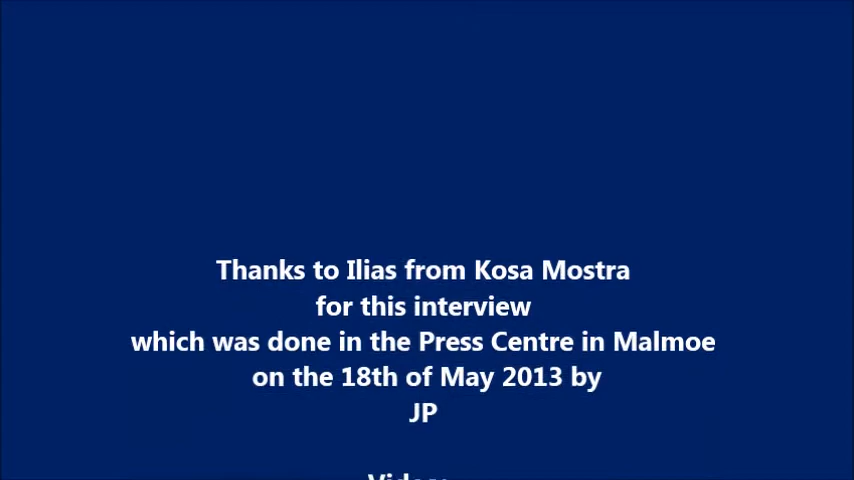 Thanks to Ilias from Kosa Mostra
for this interview
which was done in the Press Centre in Malmoe
on the 18th of May 2013 by
JP
Video: